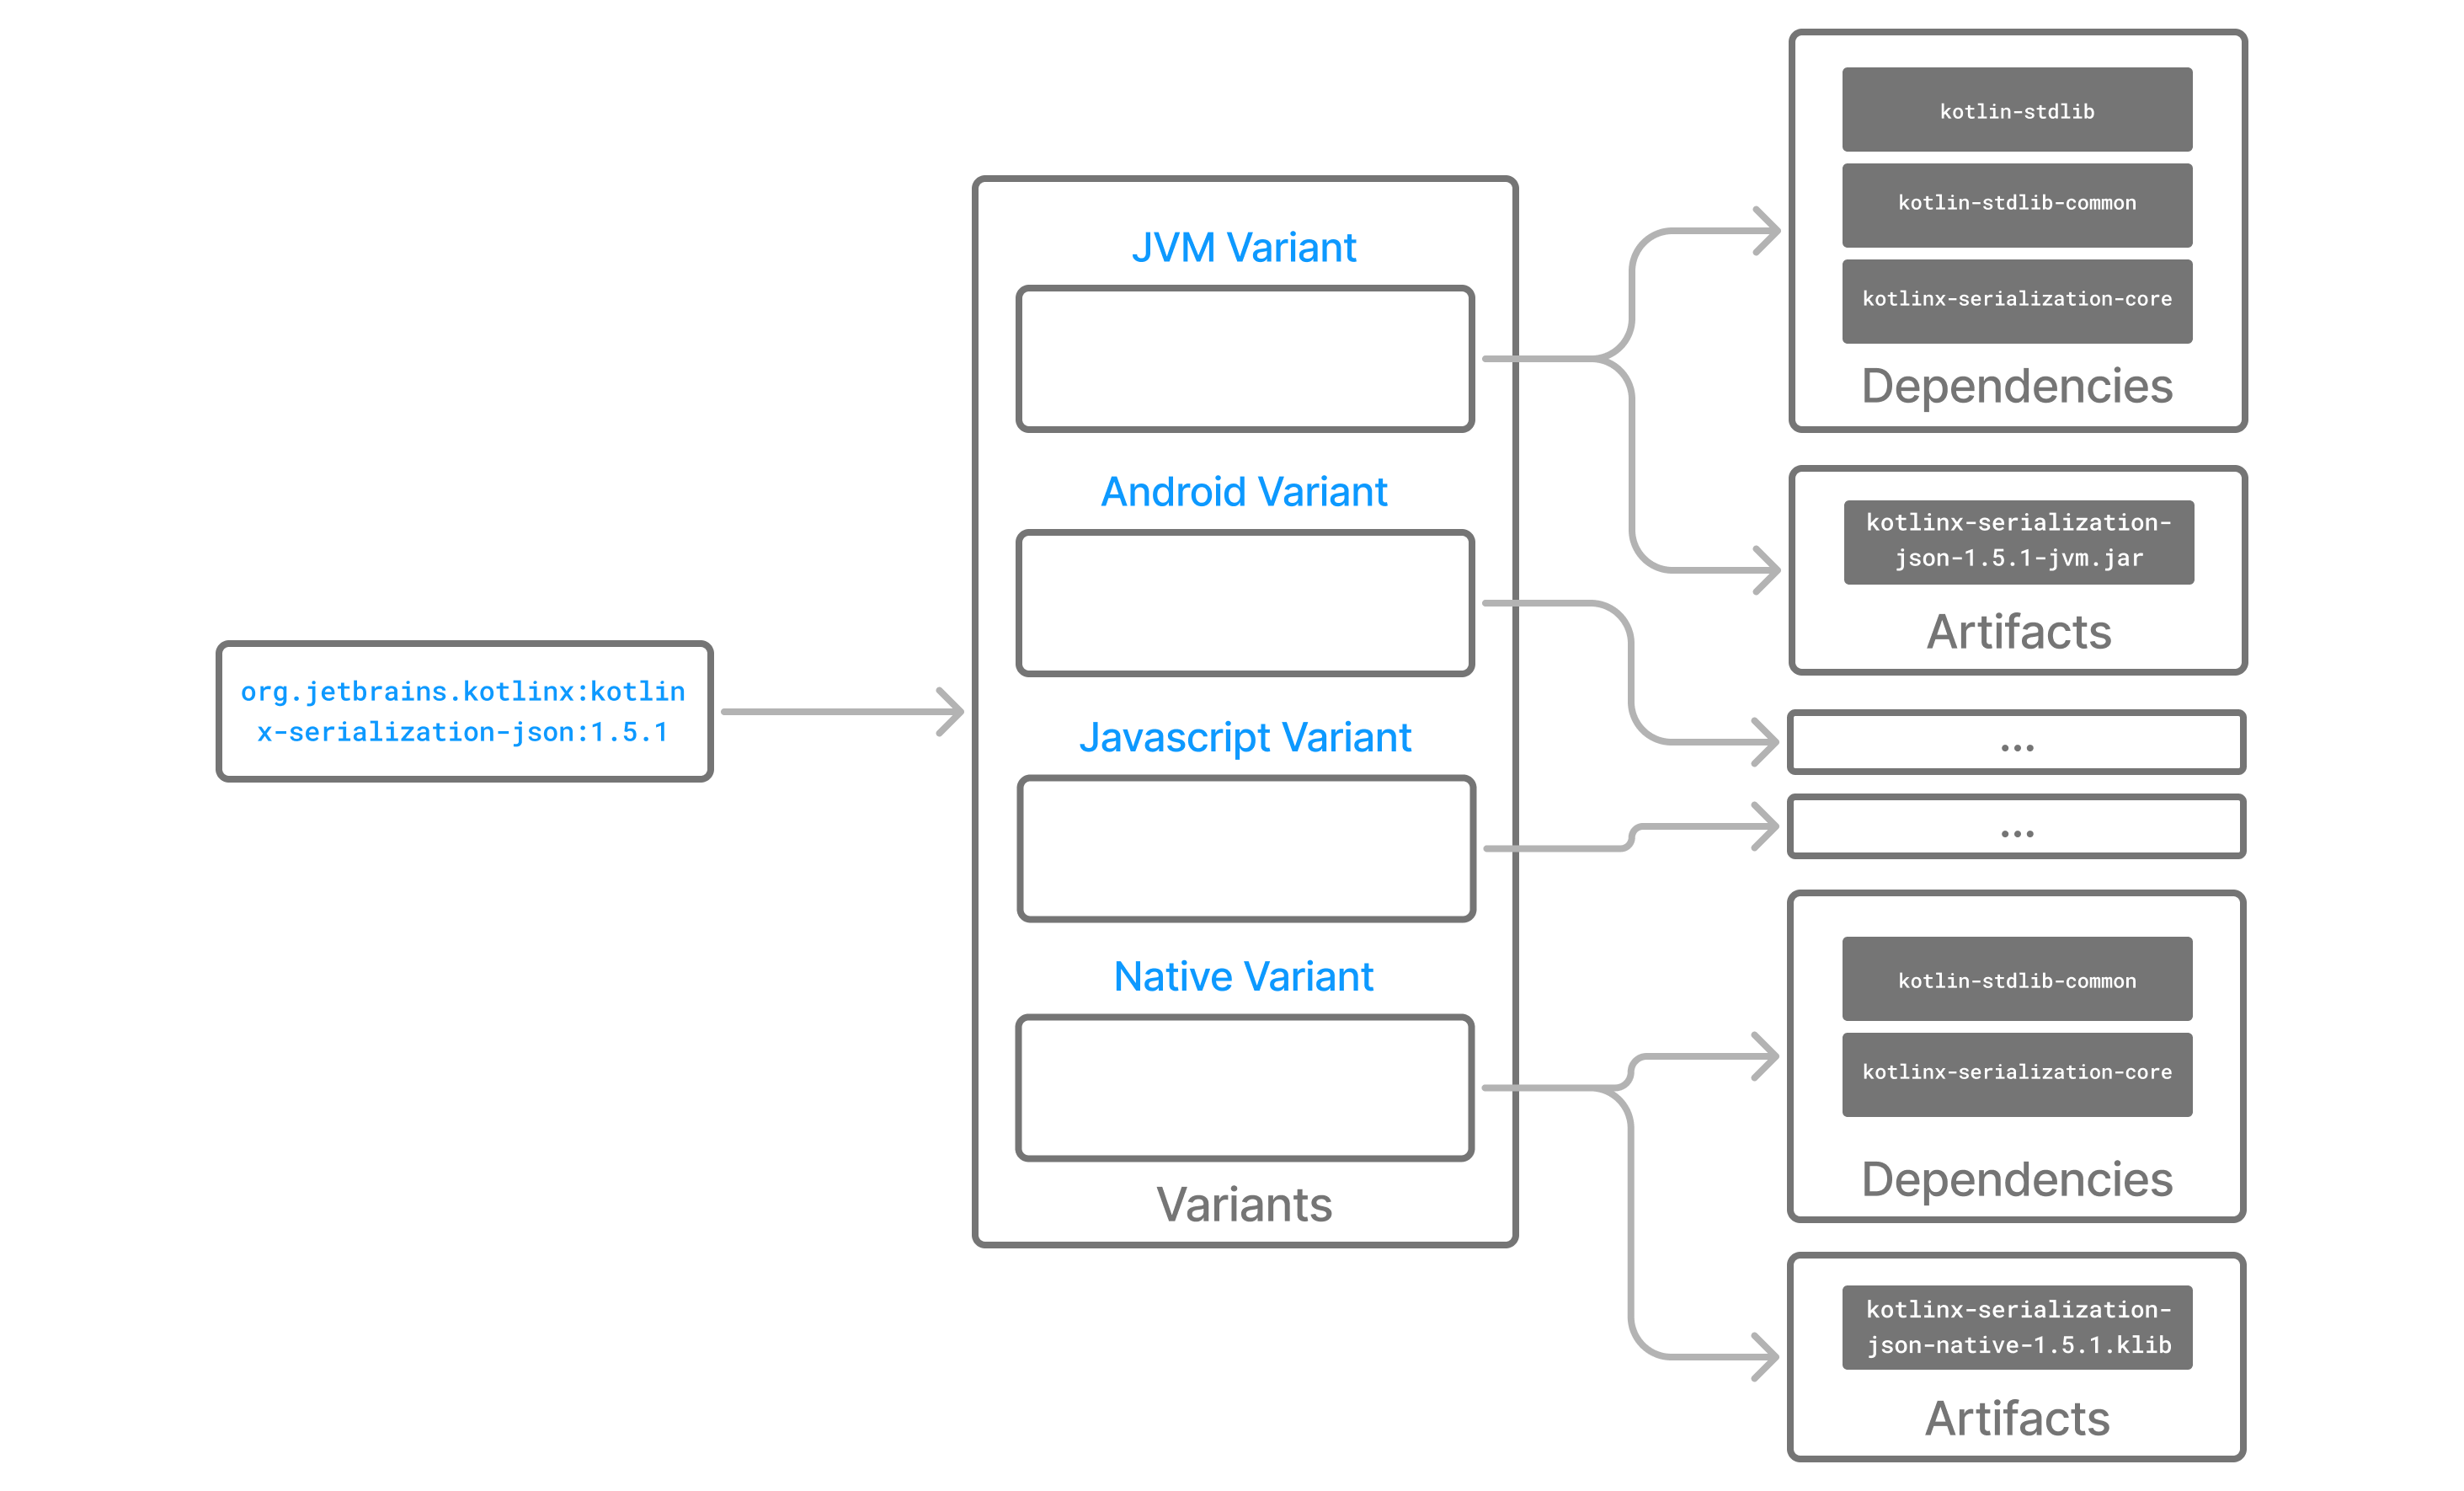 org.jetbrains.kotlinx:kotlin
x-serialization-json:1.5.1
JVM Variant
Android Variant
Javascript Variant
Native Variant
Variants
kotlin-stdlib
kotlin-stdlib-common
kotlinx-serialization-core
Dependencies
kotlinx-serialization-
json-1.5.1-jvm.jar
Artifacts
...
...
kotlin-stdlib-common
kotlinx-serialization-core
Dependencies
kotlinx-serialization-
json-native-1.5.1.klib
Artifacts